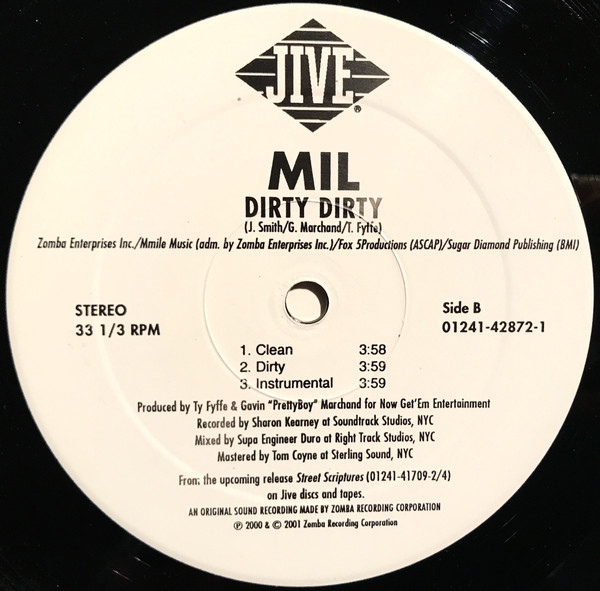 JIVE®
MIL
DIRTY DIRTY
(J. Smith/G. Marchand/T. Fyffe)
Zomba Enterprises Inc./Mmile Music (adm. by Zomba Enterprises Inc.)/Fox 5Productions (ASCAP)/Sugar Diamond Publishing (BMI)
STEREO
33 1/3 RPM
Side B
01241-42872-1
1. Clean 3:58
2. Dirty 3:59
3. Instrumental 3:59
Produced by Ty Fyffe & Gavin "PrettyBoy" Marchand for Now Get'Em Entertainment
Recorded by Sharon Kearney at Soundtrack Studios, NYC
Mixed by Supa Engineer Duro at Right Track Studios, NYC
Mastered by Tom Coyne at Sterling Sound, NYC
From the upcoming release Street Scriptures (01241-41709-2/4)
on Jive discs and tapes.
AN ORIGINAL SOUND RECORDING MADE BY ZOMBA RECORDING CORPORATION
℗ 2000 & © 2001 Zomba Recording Corporation